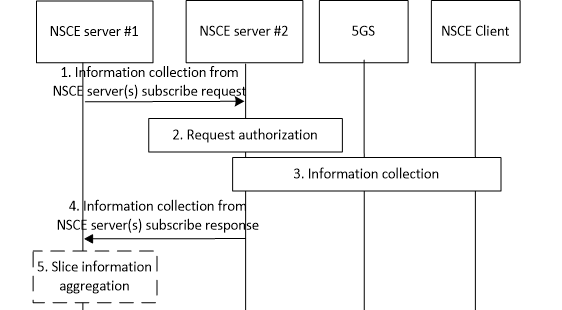 NSCE server #1
NSCE server #2
5GS
NSCE Client
1. Information collection from
NSCE server(s) subscribe request
2. Request authorization
3. Information collection
4. Information collection from
NSCE server(s) subscribe response
5. Slice information
aggregation